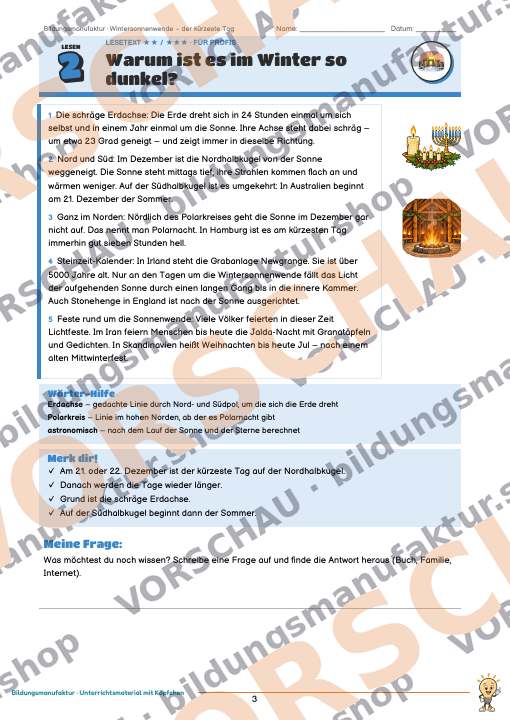 Bildungsmanufaktur · Wintersonnenwende – der kürzeste Tag Name: Datum:
LESEN
2
LESETEXT ★★ / ★★★ · FÜR PROFIS
Warum ist es im Winter so
dunkel?
1 Die schräge Erdachse: Die Erde dreht sich in 24 Stunden einmal um sich
selbst und in einem Jahr einmal um die Sonne. Ihre Achse steht dabei schräg –
um etwa 23 Grad geneigt – und zeigt immer in dieselbe Richtung.
2 Nord und Süd: Im Dezember ist die Nordhalbkugel von der Sonne
weggeneigt. Die Sonne steht mittags tief, ihre Strahlen kommen flach an und
wärmen weniger. Auf der Südhalbkugel ist es umgekehrt: In Australien beginnt
am 21. Dezember der Sommer.
3 Ganz im Norden: Nördlich des Polarkreises geht die Sonne im Dezember gar
nicht auf. Das nennt man Polarnacht. In Hamburg ist es am kürzesten Tag
immerhin gut sieben Stunden hell.
4 Steinzeit-Kalender: In Irland steht die Grabanlage Newgrange. Sie ist über
5000 Jahre alt. Nur an den Tagen um die Wintersonnenwende fällt das Licht
der aufgehenden Sonne durch einen langen Gang bis in die innere Kammer.
Auch Stonehenge in England ist nach der Sonne ausgerichtet.
5 Feste rund um die Sonnenwende: Viele Völker feierten in dieser Zeit
Lichtfeste. Im Iran feiern Menschen bis heute die Jalda-Nacht mit Granatäpfeln
und Gedichten. In Skandinavien heißt Weihnachten bis heute Jul – nach einem
alten Mittwinterfest.
Wörter-Hilfe
Erdachse – gedachte Linie durch Nord- und Südpol, um die sich die Erde dreht
Polarkreis – Linie im hohen Norden, ab der es Polarnacht gibt
astronomisch – nach dem Lauf der Sonne und der Sterne berechnet
Merk dir!
✓ Am 21. oder 22. Dezember ist der kürzeste Tag auf der Nordhalbkugel.
✓ Danach werden die Tage wieder länger.
✓ Grund ist die schräge Erdachse.
✓ Auf der Südhalbkugel beginnt dann der Sommer.
Meine Frage:
Was möchtest du noch wissen? Schreibe eine Frage auf und finde die Antwort heraus (Buch, Familie,
Internet).
Bildungsmanufaktur · Unterrichtsmaterial mit Köpfchen
3
VORSCHAU · bildungsmanufaktur.shop